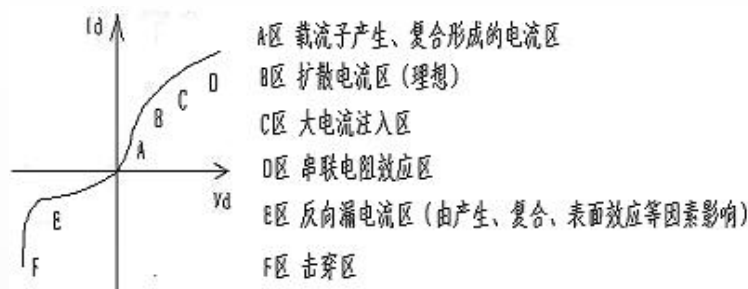 Id
A区 载流子产生、复合形成的电流区
D
B区 扩散电流区(理想)
C
B
C区 大电流注入区
A
D区 串联电阻效应区
Vd
E
E区 反向漏电流区(由产生、复合、表面效应等因素影响)
F
F区 击穿区